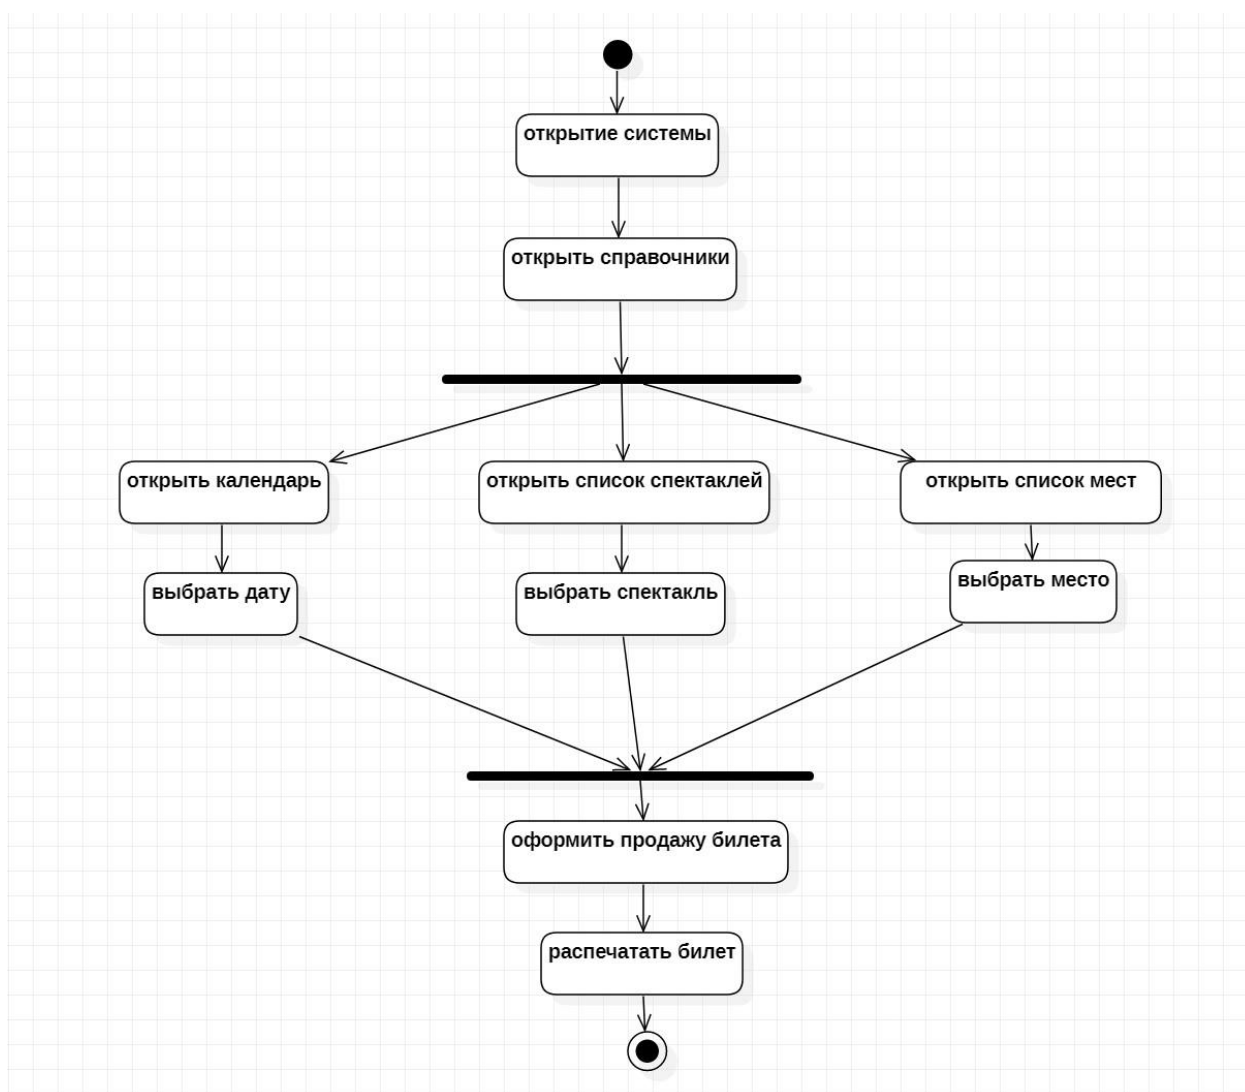 открытие системы
открыть справочники
открыть календарь
открыть список спектаклей
открыть список мест
выбрать дату
выбрать спектакль
выбрать место
оформить продажу билета
распечатать билет